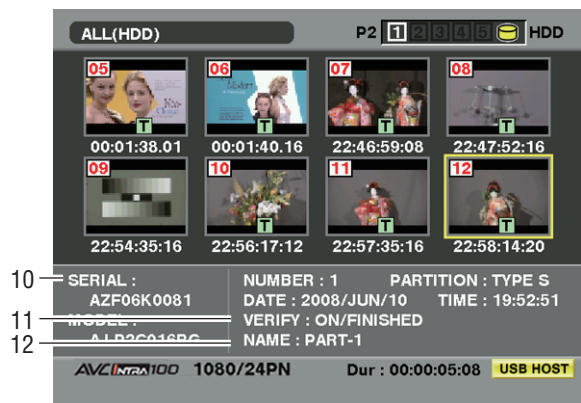 ALL(HDD)
P2 1 2 3 4 5 HDD
05 06 07 08
T T T T
00:01:38.01 00:01:40.16 22:46:59:08 22:47:52:16
09 10 11 12
T T T
22:54:35:16 22:56:17:12 22:57:35:16 22:58:14:20
10 SERIAL : NUMBER : 1 PARTITION : TYPE S
AZF06K0081 DATE : 2008/JUN/10 TIME : 19:52:51
11 MODEL : VERIFY : ON/FINISHED
12 AJ-P2C016RG NAME : PART-1
AVC INTRA 100 1080/24PN Dur : 00:00:05:08 USB HOST